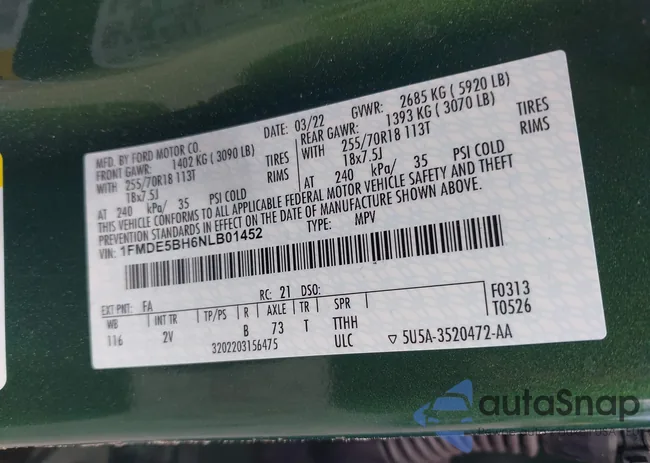 MFD. BY FORD MOTOR CO. DATE: 03/22 GVWR: 2685 KG ( 5920 LB)
FRONT GAWR: 1402 KG ( 3090 LB) REAR GAWR: 1393 KG ( 3070 LB)
WITH 255/70R18 113T TIRES WITH 255/70R18 113T TIRES
18x7.5J RIMS 18x7.5J RIMS
AT 240 kPa/ 35 PSI COLD AT 240 kPa/ 35 PSI COLD
THIS VEHICLE CONFORMS TO ALL APPLICABLE FEDERAL MOTOR VEHICLE SAFETY AND THEFT
PREVENTION STANDARDS IN EFFECT ON THE DATE OF MANUFACTURE SHOWN ABOVE.
VIN: 1FMDE5BH6NLB01452 TYPE: MPV
EXT PNT: FA RC: 21 DSO: F0313
WB INT TR TP/PS R AXLE TR SPR T0526
116 2V B 73 T TTHH
3202203156475 ULC ▽ 5U5A-3520472-AA
autoSnap